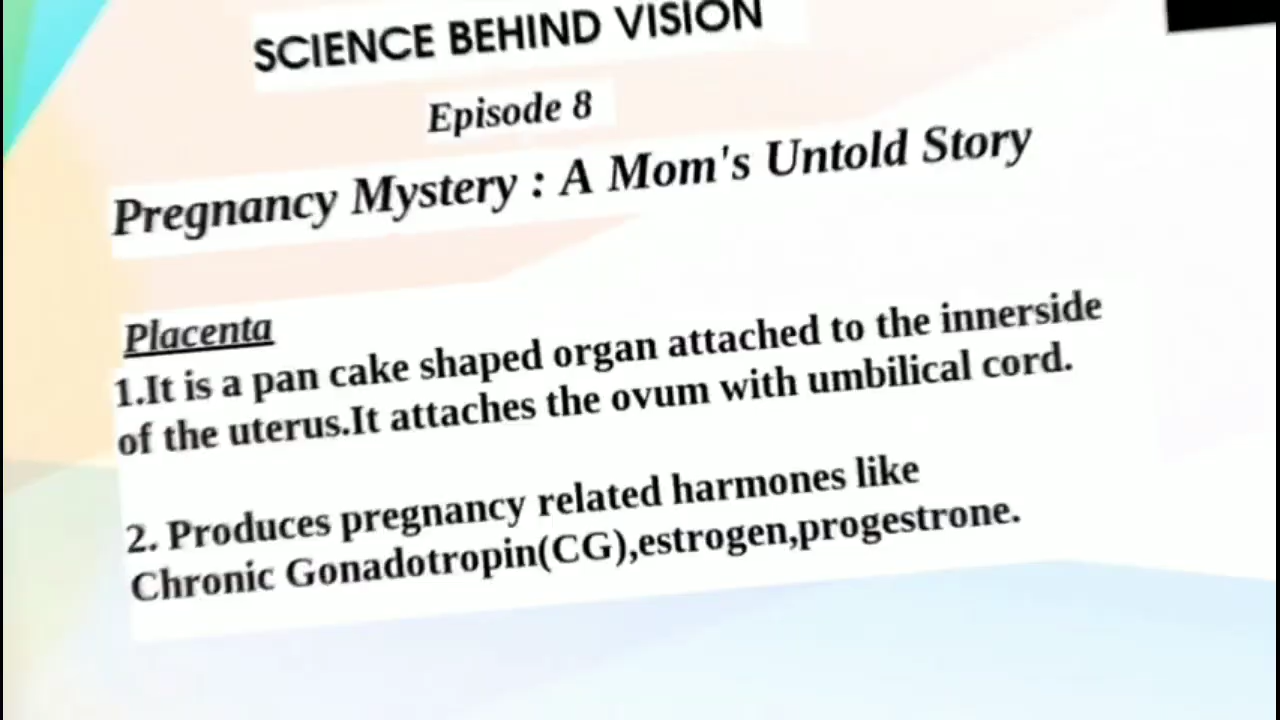 SCIENCE BEHIND VISION
Episode 8
Pregnancy Mystery : A Mom's Untold Story
Placenta
1.It is a pan cake shaped organ attached to the innerside
of the uterus.It attaches the ovum with umbilical cord.
2. Produces pregnancy related harmones like
Chronic Gonadotropin(CG),estrogen,progestrone.